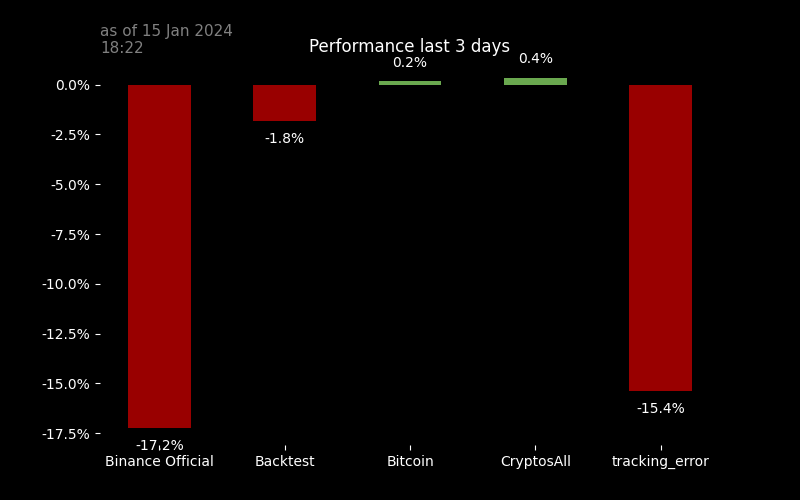 as of 15 Jan 2024
18:22
Performance last 3 days
0.2%
0.4%
0.0%
-2.5%
-1.8%
-5.0%
-7.5%
-10.0%
-12.5%
-15.0%
-15.4%
-17.5%
-17.2%
Binance Official
Backtest
Bitcoin
CryptosAll
tracking_error